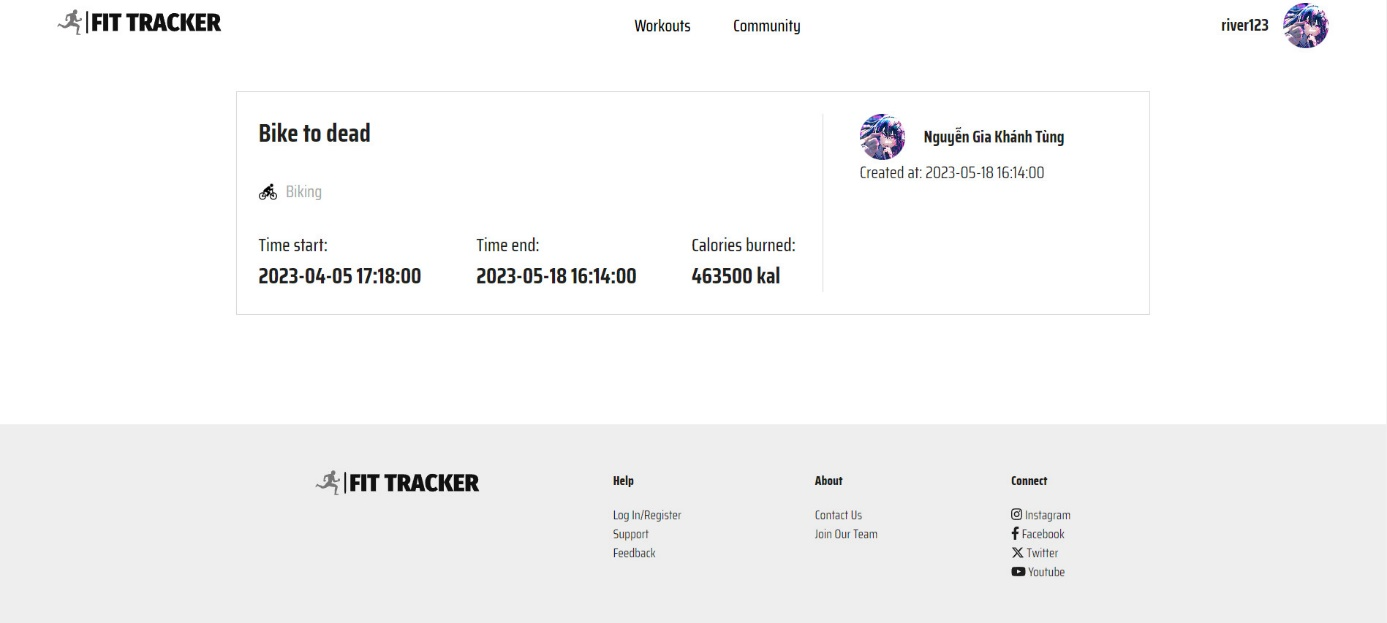 FIT TRACKER
Workouts
Community
river123
Bike to dead
Biking
Time start:
2023-04-05 17:18:00
Time end:
2023-05-18 16:14:00
Calories burned:
463500 kal
Nguyễn Gia Khánh Tùng
Created at: 2023-05-18 16:14:00
FIT TRACKER
Help
Log In/Register
Support
Feedback
About
Contact Us
Join Our Team
Connect
Instagram
Facebook
Twitter
Youtube